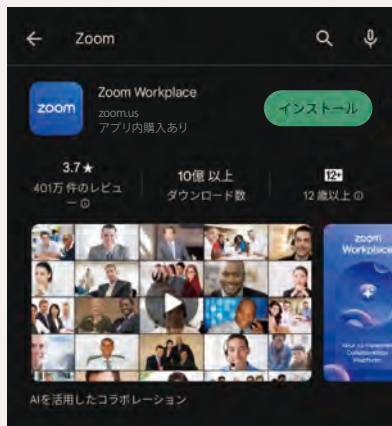 Zoom
zoom
Zoom Workplace
zoom.us
アプリ内購入あり
インストール
3.7★
401万 件のレビュ
ー
10億 以上
ダウンロード数
12+
12 歳以上
zoom
Workplace
Collaboration
Platform
AIを活用したコラボレーション